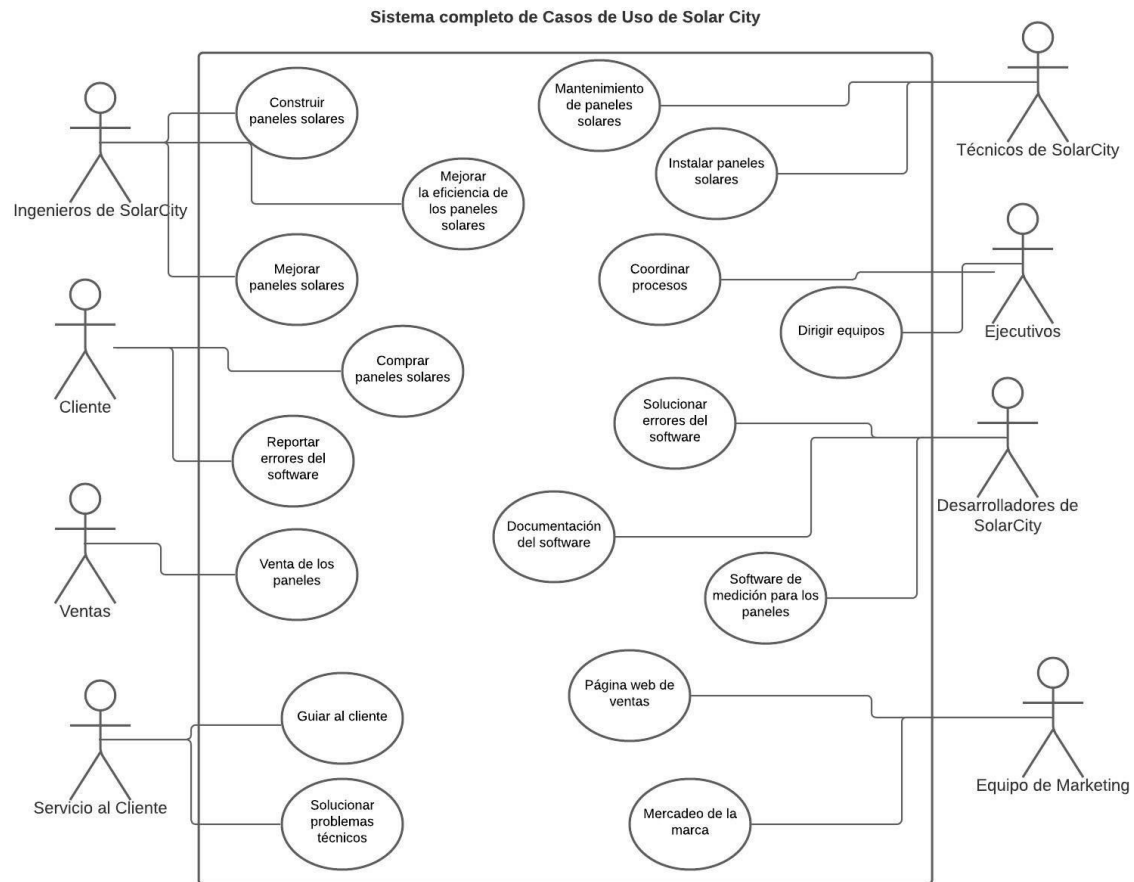 Sistema completo de Casos de Uso de Solar City
Construir
paneles solares
Mantenimiento
de paneles
solares
Técnicos de SolarCity
Instalar paneles
solares
Mejorar
la eficiencia de
los paneles
solares
Ingenieros de SolarCity
Mejorar
paneles solares
Coordinar
procesos
Dirigir equipos
Ejecutivos
Comprar
paneles solares
Cliente
Solucionar
errores del
software
Reportar
errores del
software
Desarrolladores de
SolarCity
Documentación
del software
Venta de los
paneles
Software de
medición para los
paneles
Ventas
Página web de
ventas
Guiar al cliente
Equipo de Marketing
Servicio al Cliente
Solucionar
problemas
técnicos
Mercadeo de la
marca